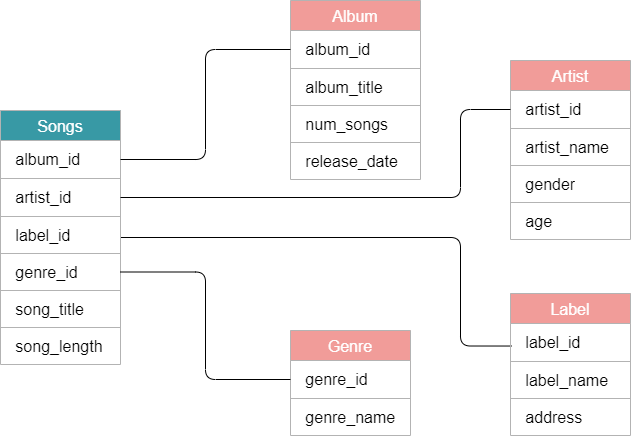 Album
album_id
album_title
num_songs
release_date
Artist
artist_id
artist_name
gender
age
Songs
album_id
artist_id
label_id
genre_id
song_title
song_length
Genre
genre_id
genre_name
Label
label_id
label_name
address